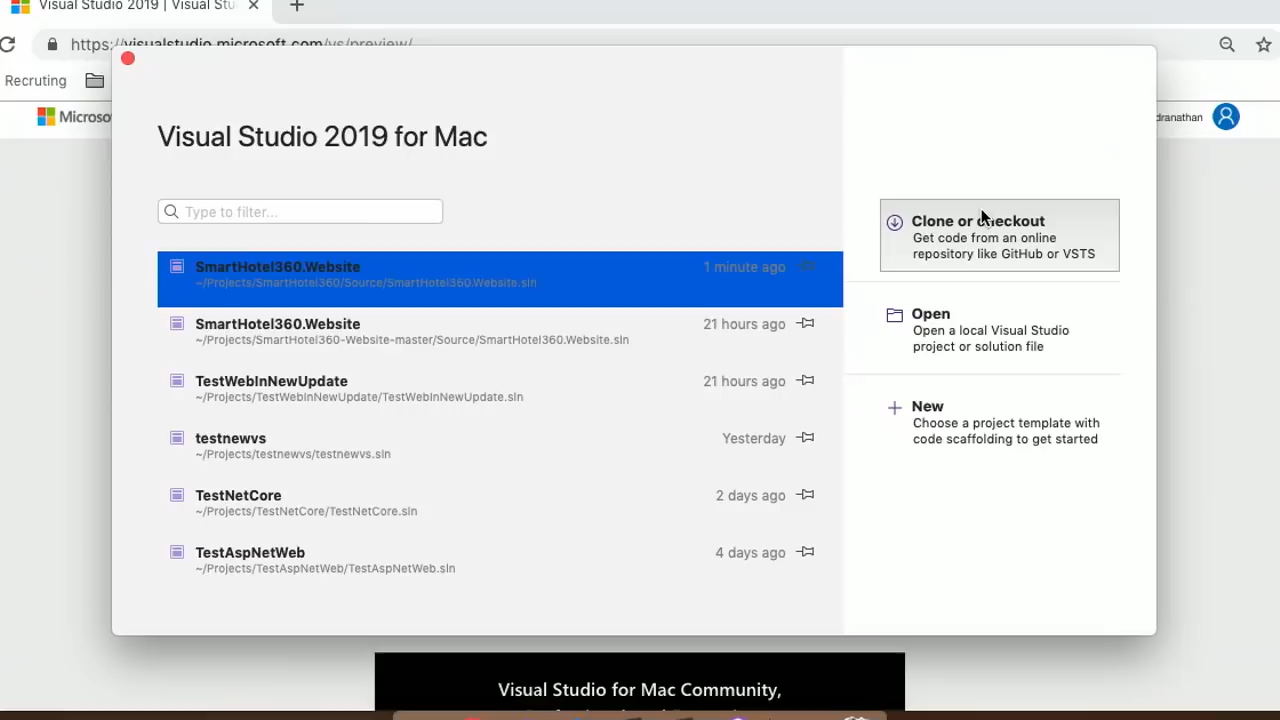 Visual Studio 2019 | Visual Stu
https://visualstudio.microsoft.com/vs/preview/
Recruting
Microso
dranathan
Visual Studio 2019 for Mac
Type to filter...
SmartHotel360.Website
1 minute ago
~/Projects/SmartHotel360/Source/SmartHotel360.Website.sln
SmartHotel360.Website
21 hours ago
~/Projects/SmartHotel360-Website-master/Source/SmartHotel360.Website.sln
TestWebInNewUpdate
21 hours ago
~/Projects/TestWebInNewUpdate/TestWebInNewUpdate.sln
testnewvs
Yesterday
~/Projects/testnewvs/testnewvs.sln
TestNetCore
2 days ago
~/Projects/TestNetCore/TestNetCore.sln
TestAspNetWeb
4 days ago
~/Projects/TestAspNetWeb/TestAspNetWeb.sln
Clone or checkout
Get code from an online
repository like GitHub or VSTS
Open
Open a local Visual Studio
project or solution file
New
Choose a project template with
code scaffolding to get started
Visual Studio for Mac Community,